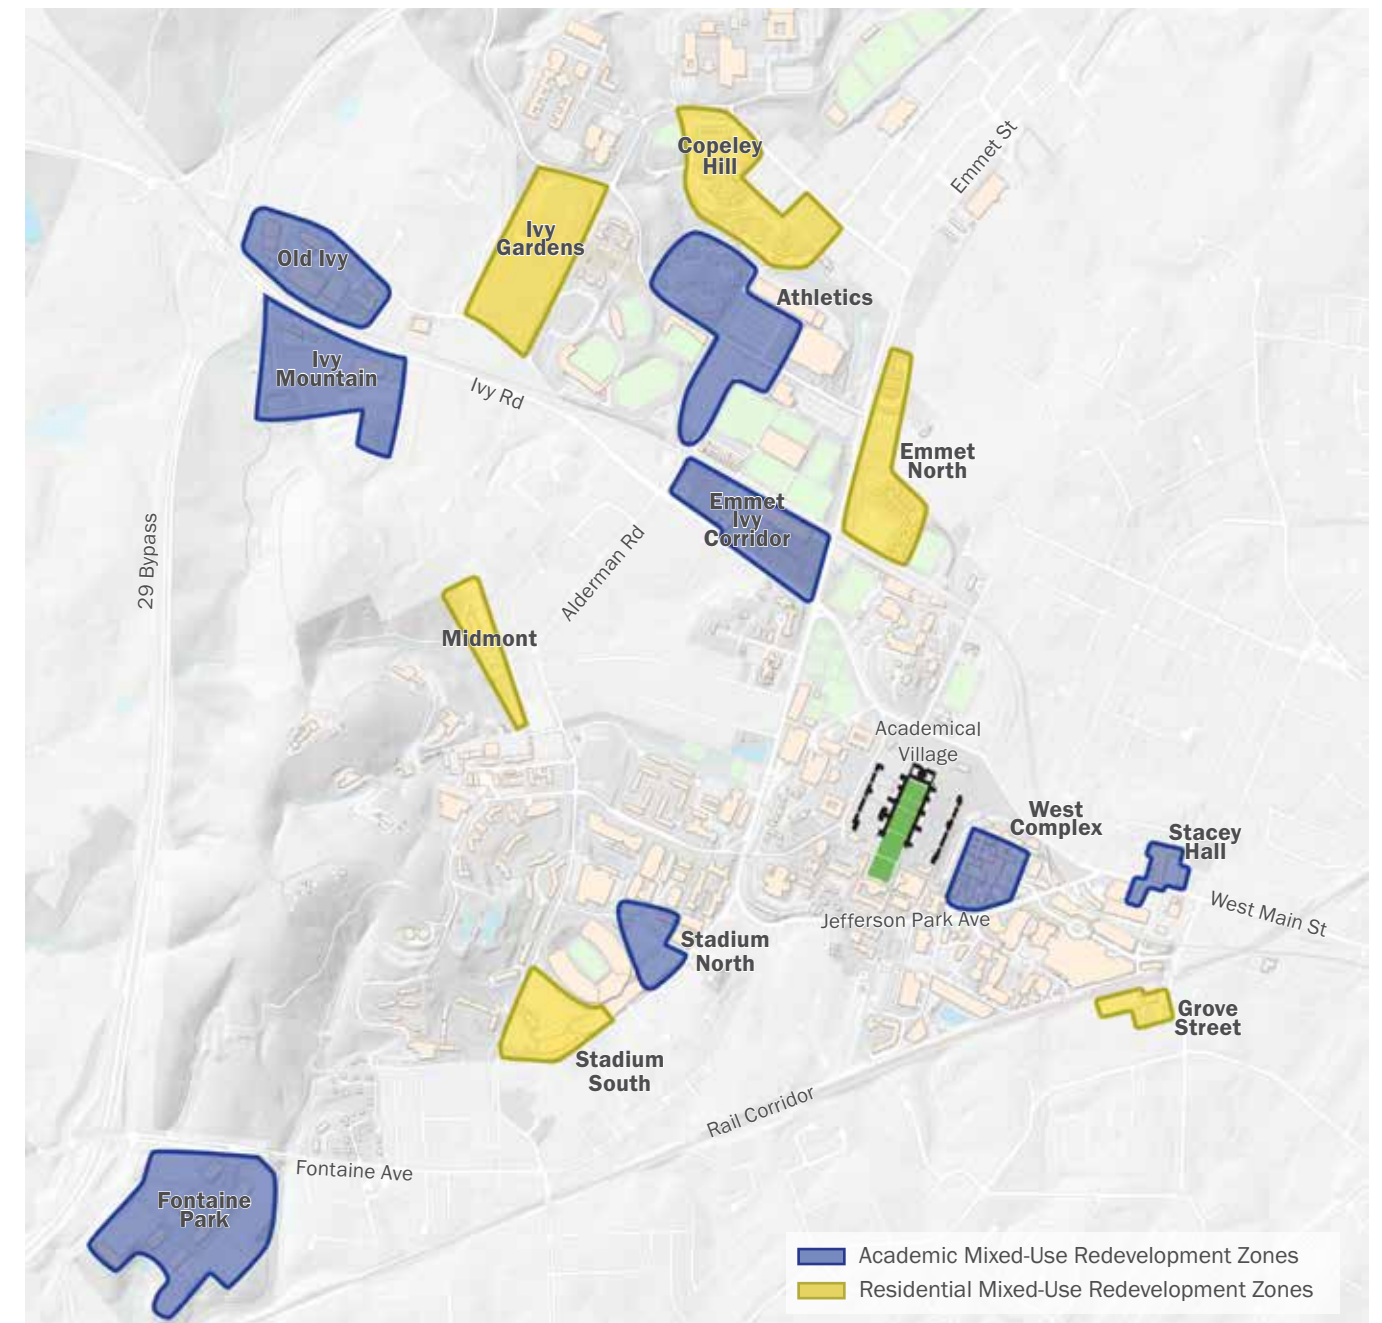 Copeley
Hill
Emmet St
Ivy
Gardens
Old Ivy
Athletics
Ivy
Mountain
Ivy Rd
Emmet
North
Emmet
Ivy
Corridor
29 Bypass
Alderman Rd
Midmont
Academical
Village
West
Complex
Stacey
Hall
West Main St
Jefferson Park Ave
Stadium
North
Grove
Street
Stadium
South
Rail Corridor
Fontaine Ave
Fontaine
Park
Academic Mixed-Use Redevelopment Zones
Residential Mixed-Use Redevelopment Zones